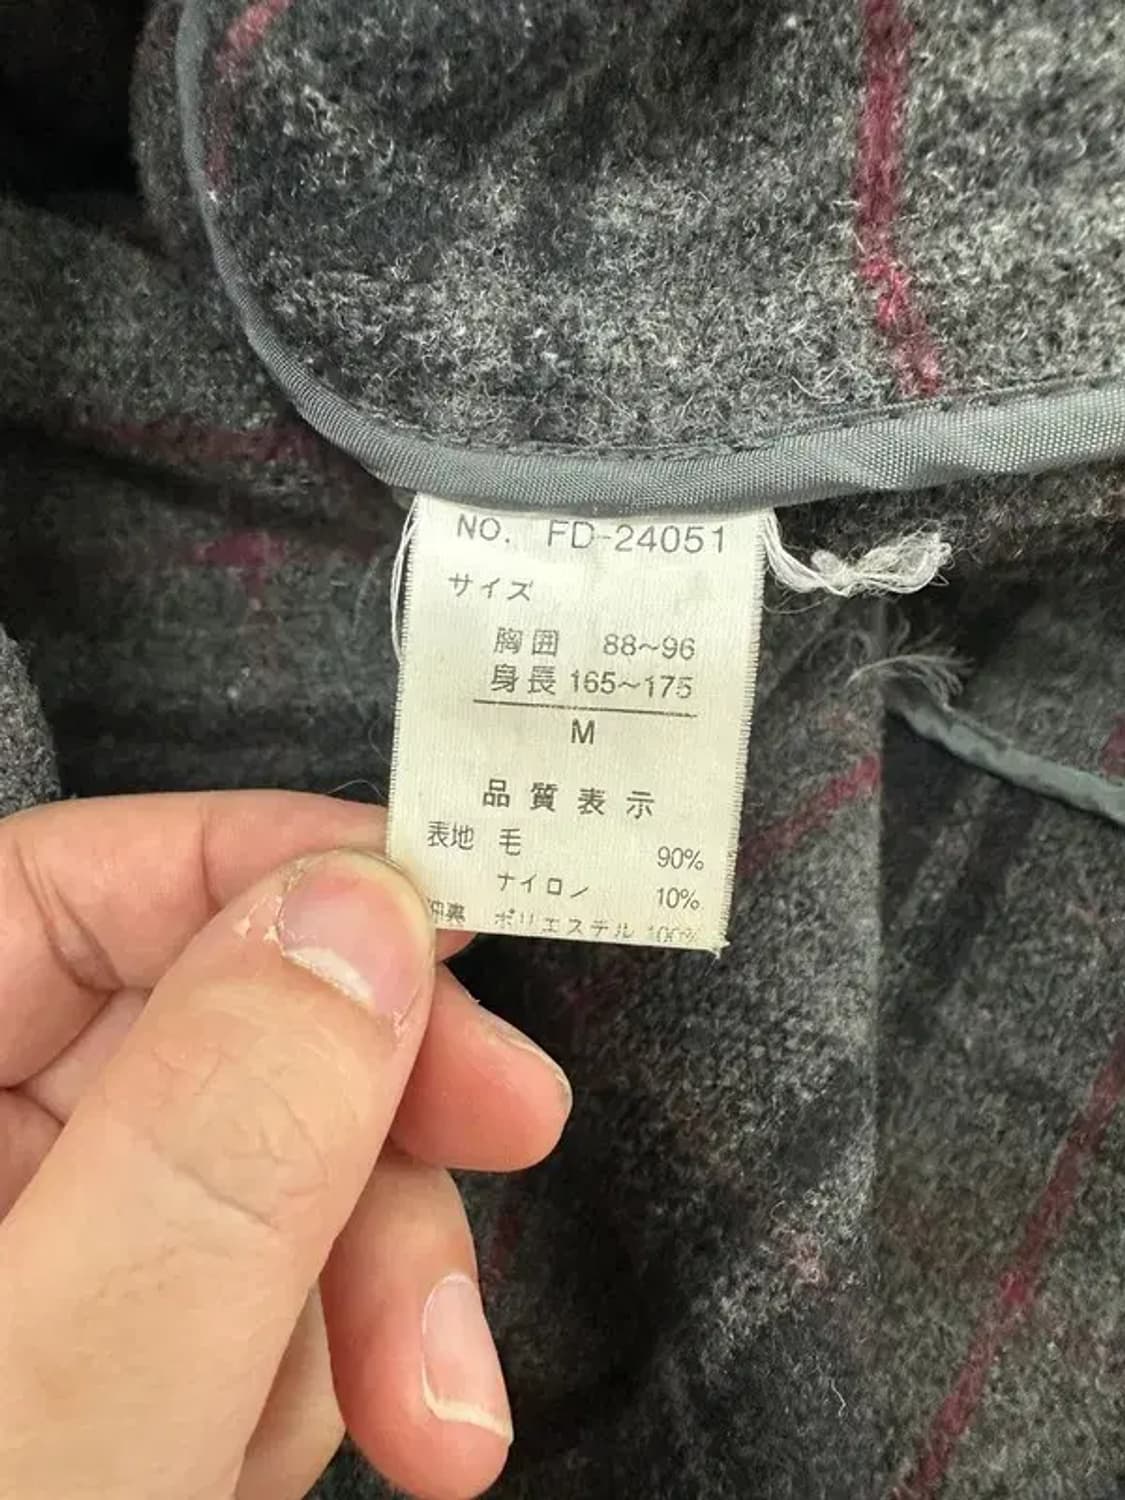 NO. FD-24051
サイズ
胸囲 88~96
身長 165~175
M
品質表示
表地 毛 90%
ナイロン 10%
ポリエステル 100%